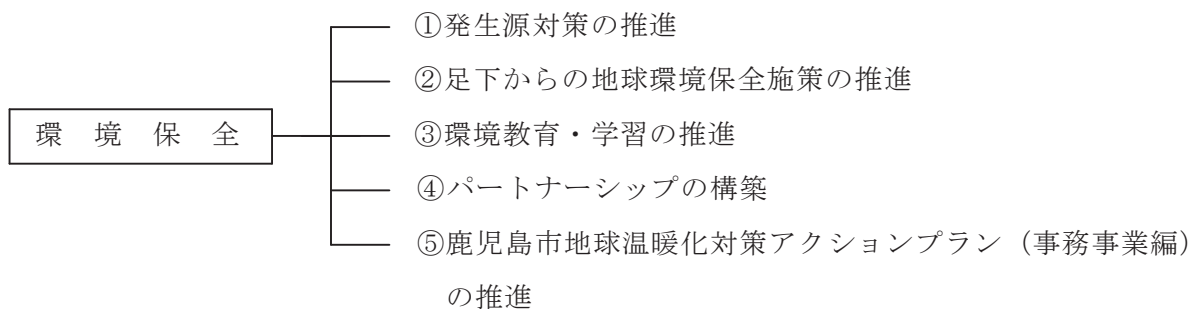 ①発生源対策の推進
②足下からの地球環境保全施策の推進
環境保全
③環境教育・学習の推進
④パートナーシップの構築
⑤鹿児島市地球温暖化対策アクションプラン（事務事業編）
の推進